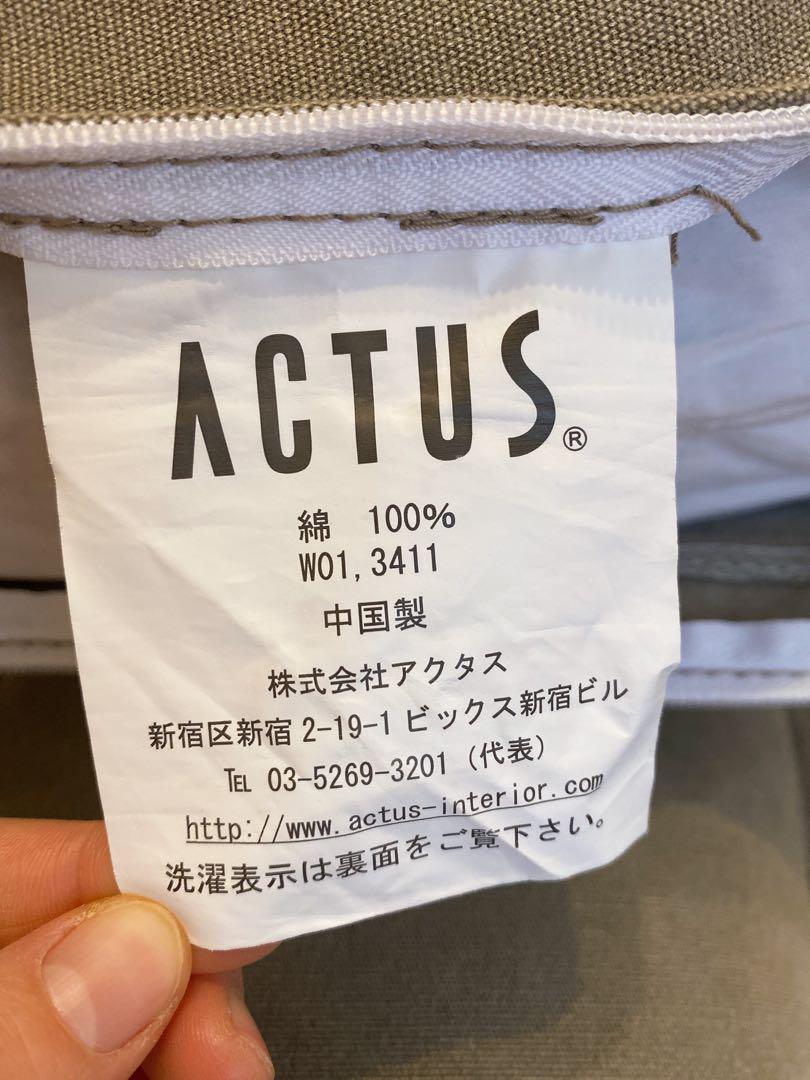 ACTUS®
綿 100%
W01,3411
中国製
株式会社アクタス
新宿区新宿2-19-1 ビックス新宿ビル
℡ 03-5269-3201（代表）
http://www.actus-interior.com
洗濯表示は裏面をご覧下さい。